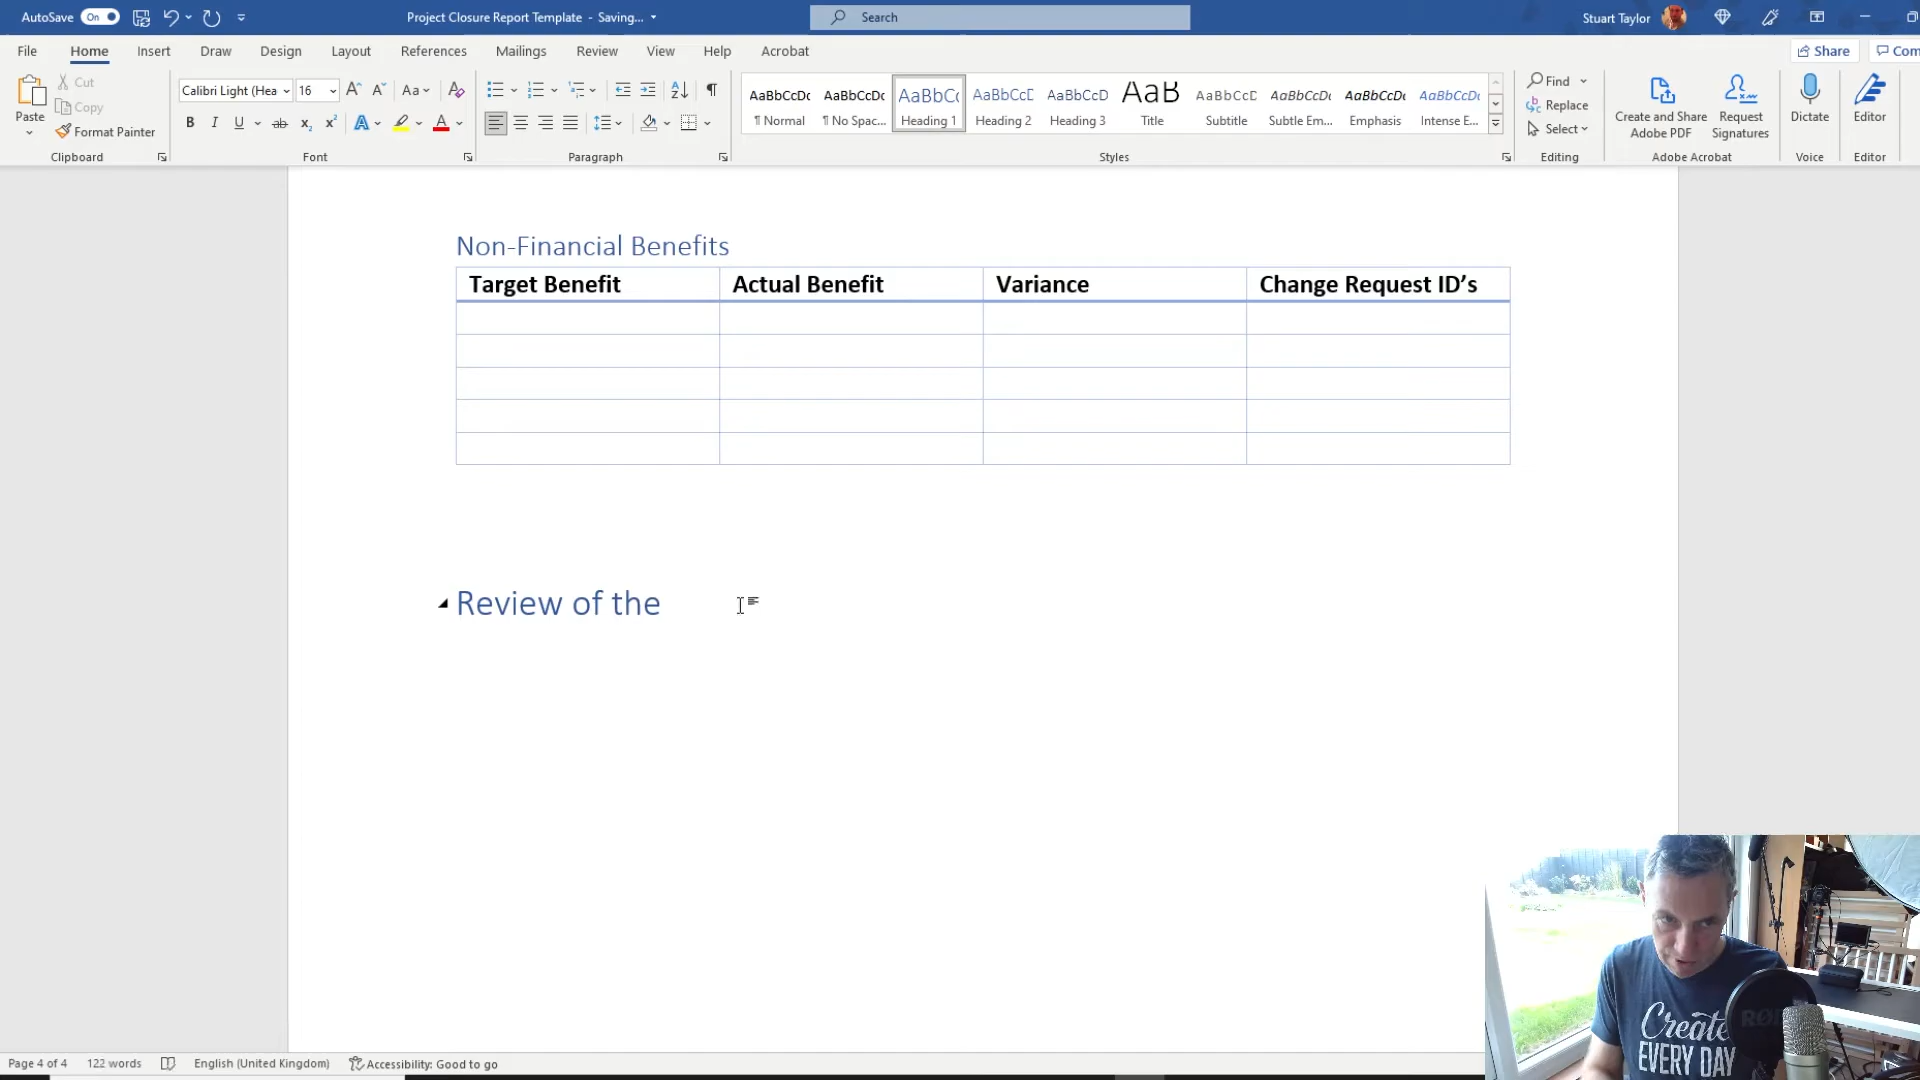 AutoSave On Project Closure Report Template - Saving... Search Stuart Taylor
File Home Insert Draw Design Layout References Mailings Review View Help Acrobat Share Com
Paste
Cut
Copy
Format Painter
Clipboard
Calibri Light (Hea 16
Font
Paragraph
AaBbCcDc AaBbCcDc AaBbC AaBbCcD AaBbCcD AaB AaBbCcD AaBbCcDc AaBbCcDc AaBbCcDc
¶ Normal ¶ No Spac... Heading 1 Heading 2 Heading 3 Title Subtitle Subtle Em... Emphasis Intense E...
Styles
Find
Replace
Select
Editing
Create and Share Adobe PDF
Request Signatures
Adobe Acrobat
Dictate
Voice
Editor
Editor
Non-Financial Benefits
Target Benefit Actual Benefit Variance Change Request ID’s
Review of the
Create
EVERY DAY
Page 4 of 4 122 words English (United Kingdom) Accessibility: Good to go